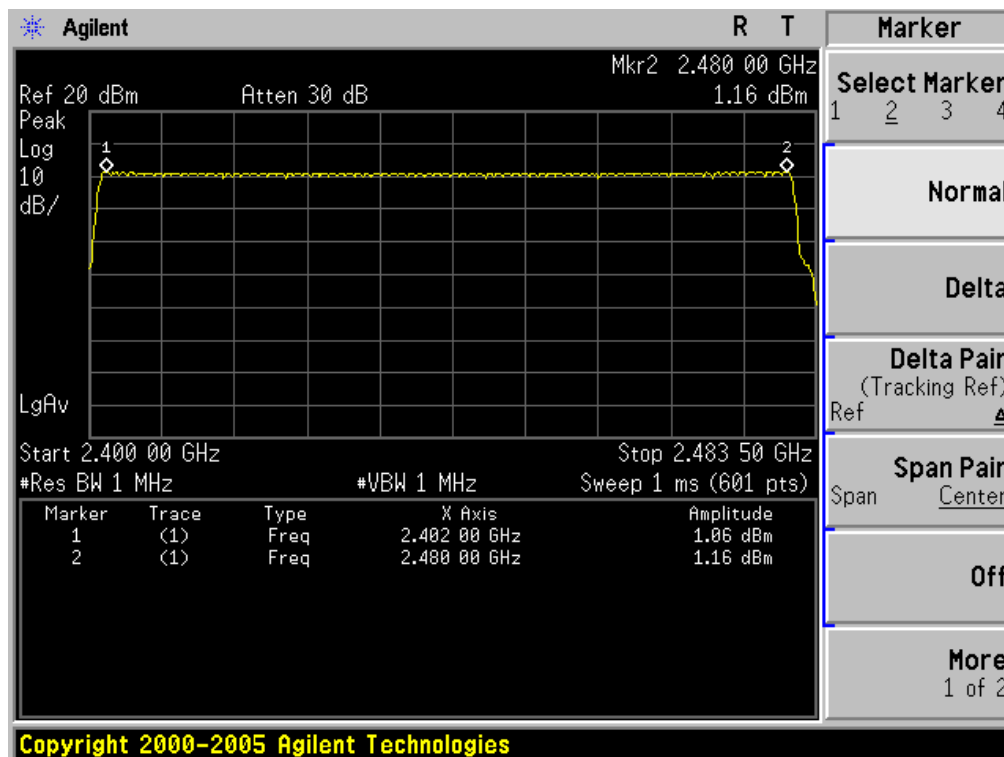 Agilent R T
Mkr2 2.480 00 GHz
Ref 20 dBm Atten 30 dB 1.16 dBm
Peak
Log
10
dB/
1 2
LgAv
Start 2.400 00 GHz Stop 2.483 50 GHz
#Res BW 1 MHz #VBW 1 MHz Sweep 1 ms (601 pts)
Marker Trace Type X Axis Amplitude
1 (1) Freq 2.402 00 GHz 1.06 dBm
2 (1) Freq 2.480 00 GHz 1.16 dBm
Copyright 2000-2005 Agilent Technologies
Marker
Select Marker
1 2 3 4
Normal
Delta
Delta Pair
(Tracking Ref)
Ref Δ
Span Pair
Span Center
Off
More
1 of 2